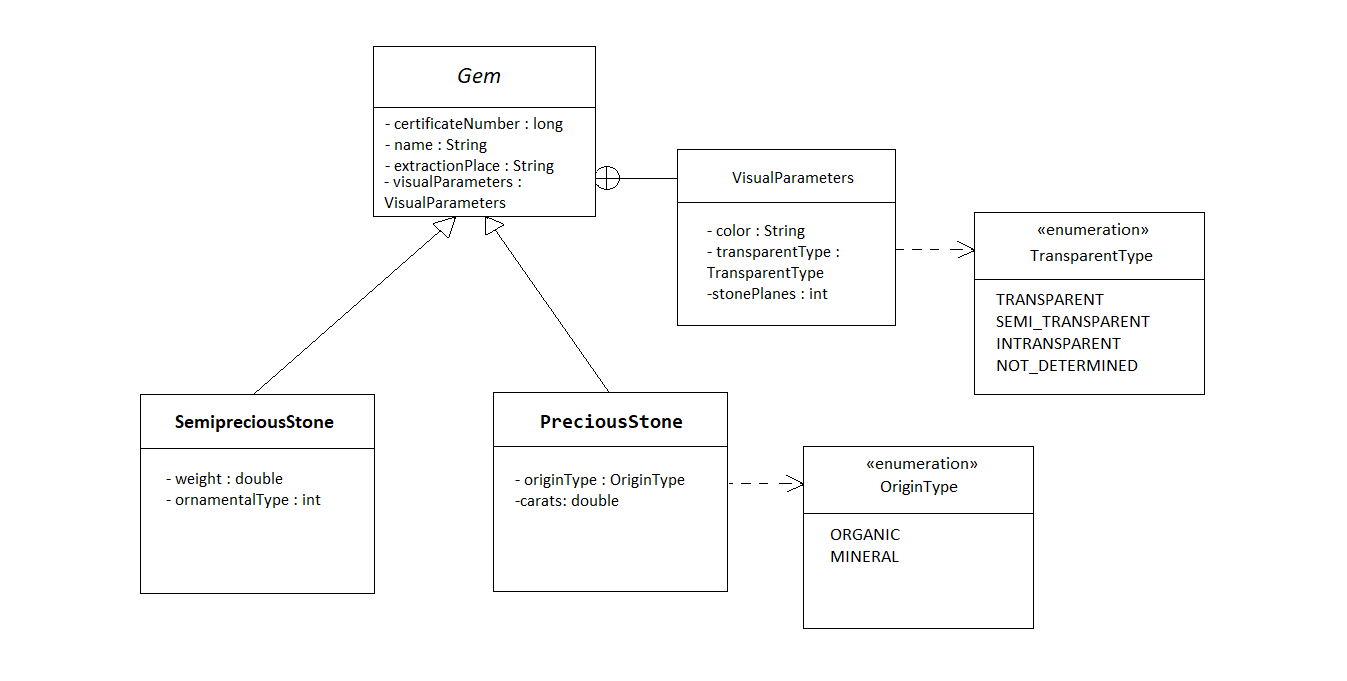 Gem
- certificateNumber : long
- name : String
- extractionPlace : String
- visualParameters :
VisualParameters
VisualParameters
- color : String
- transparentType :
TransparentType
-stonePlanes : int
«enumeration»
TransparentType
TRANSPARENT
SEMI_TRANSPARENT
INTRANSPARENT
NOT_DETERMINED
SemipreciousStone
- weight : double
- ornamentalType : int
PreciousStone
- originType : OriginType
-carats: double
«enumeration»
OriginType
ORGANIC
MINERAL